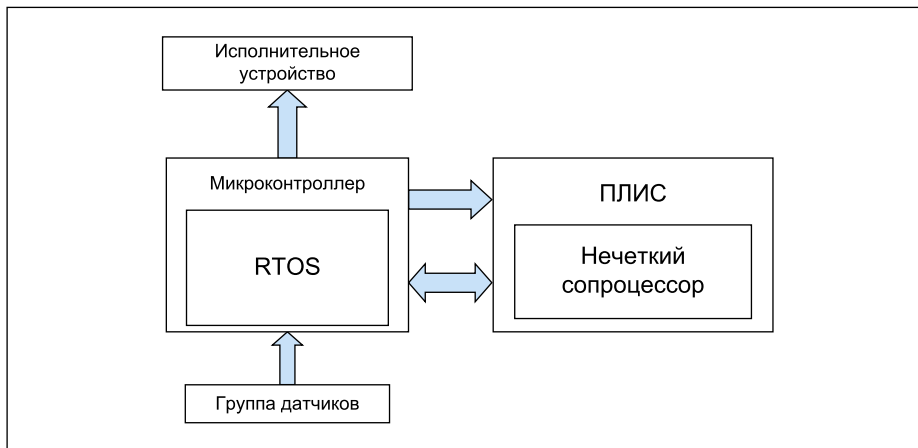 Исполнительное
устройство
Микроконтроллер
RTOS
ПЛИС
Нечеткий
сопроцессор
Группа датчиков